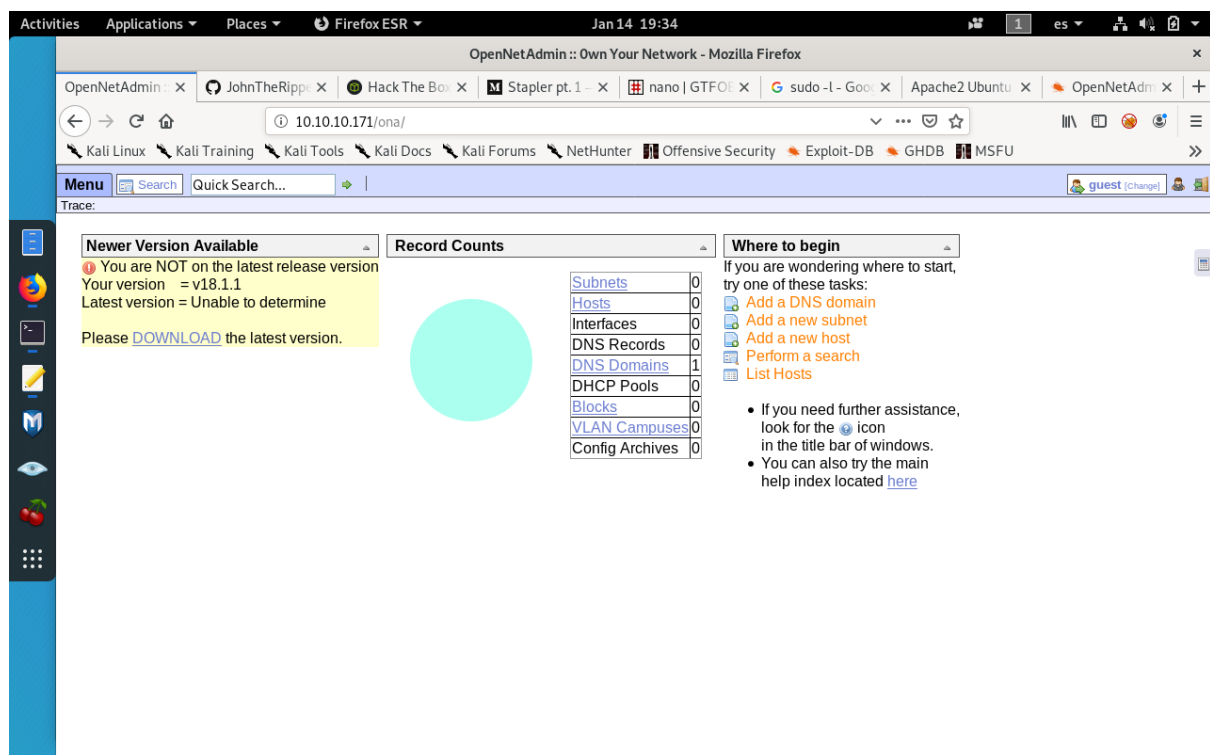 Activities Applications Places Firefox ESR Jan 14 19:34 1 es
OpenNetAdmin :: 0wn Your Network - Mozilla Firefox ×
OpenNetAdmin :: JohnTheRippe Hack The Box Stapler pt. 1 – nano | GTFOB sudo -l - Goog Apache2 Ubuntu OpenNetAdm
10.10.10.171/ona/
Kali Linux Kali Training Kali Tools Kali Docs Kali Forums NetHunter Offensive Security Exploit-DB GHDB MSFU
Menu Search Quick Search... guest [Change]
Trace:
Newer Version Available
You are NOT on the latest release version
Your version = v18.1.1
Latest version = Unable to determine
Please DOWNLOAD the latest version.
Record Counts
Subnets 0
Hosts 0
Interfaces 0
DNS Records 0
DNS Domains 1
DHCP Pools 0
Blocks 0
VLAN Campuses 0
Config Archives 0
Where to begin
If you are wondering where to start,
try one of these tasks:
Add a DNS domain
Add a new subnet
Add a new host
Perform a search
List Hosts
• If you need further assistance,
look for the icon
in the title bar of windows.
• You can also try the main
help index located here